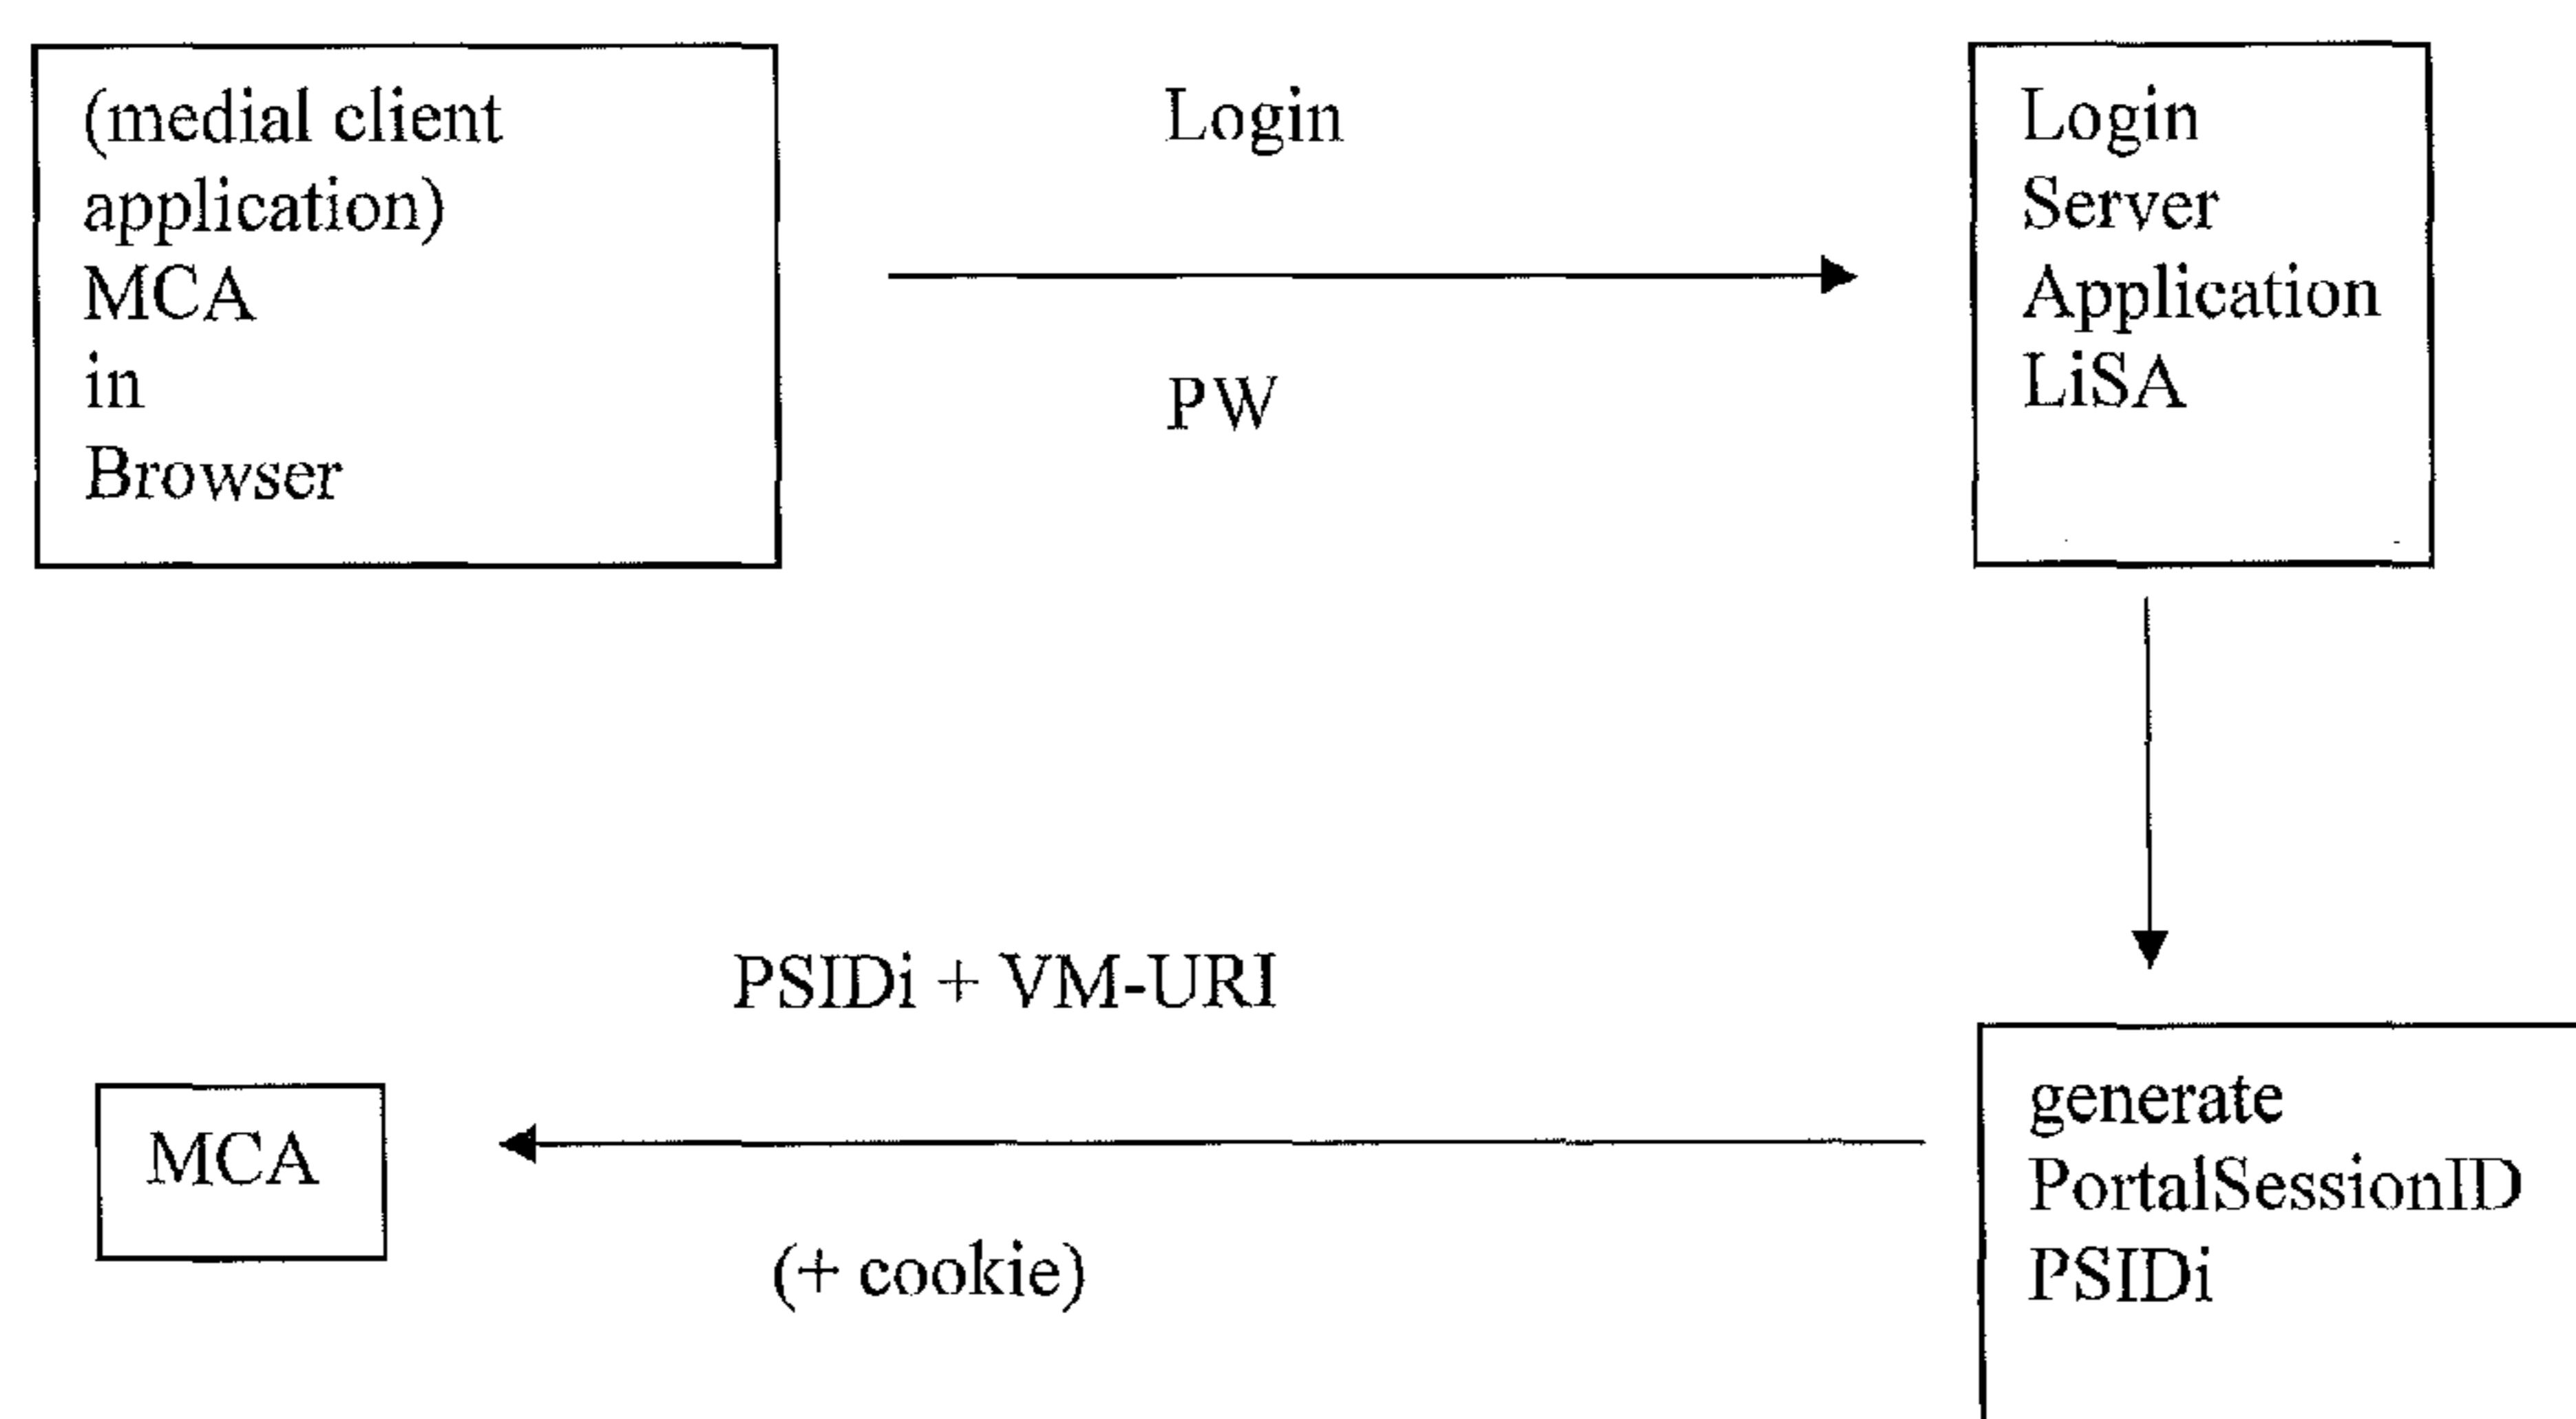 (medial client
application)
MCA
in
Browser
Login
PW
Login
Server
Application
LiSA
PSIDi + VM-URI
(+ cookie)
MCA
generate
PortalSessionID
PSIDi